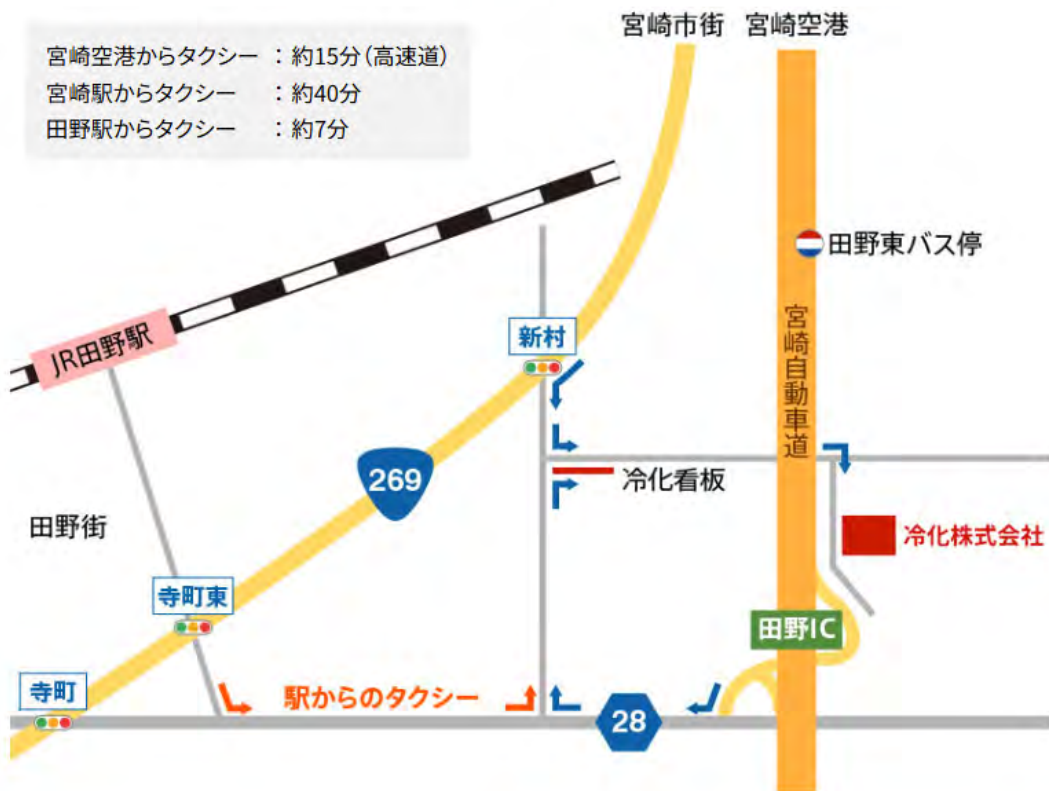 宮崎空港からタクシー ：約15分（高速道）
宮崎駅からタクシー ：約40分
田野駅からタクシー ：約7分
宮崎市街
宮崎空港
田野東バス停
JR田野駅
新村
宮崎自動車道
269
冷化看板
田野街
冷化株式会社
寺町東
田野IC
寺町
駅からのタクシー
28